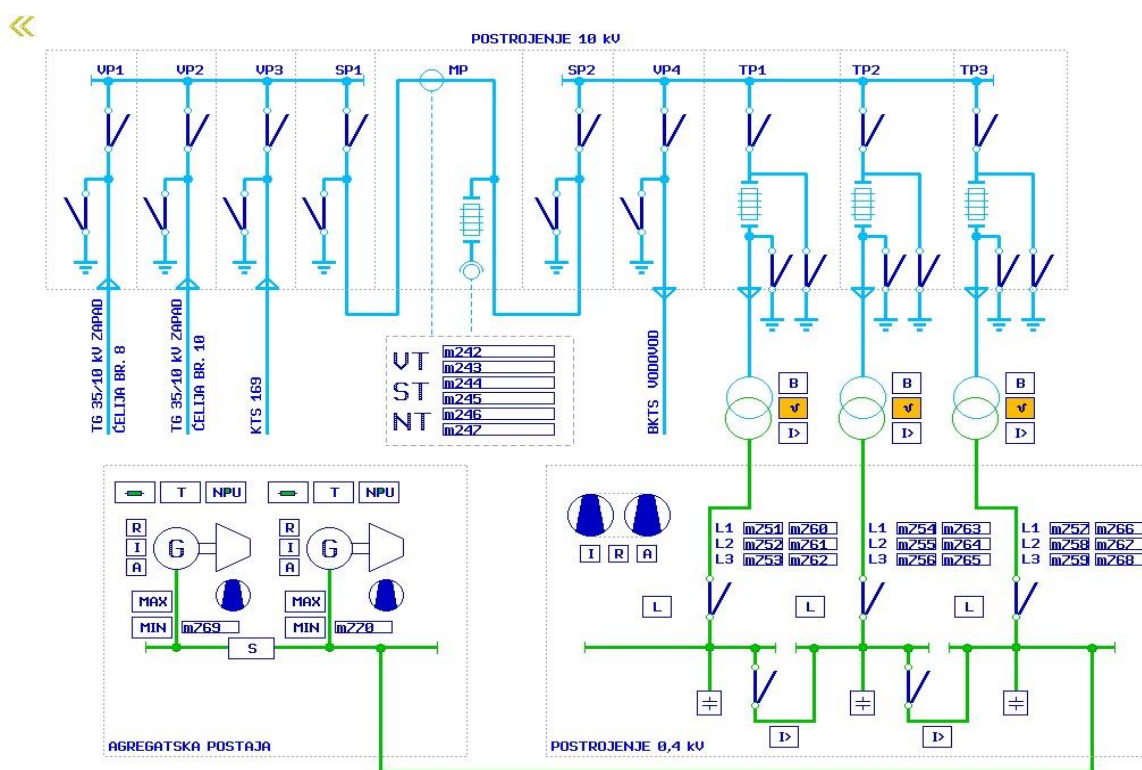 POSTROJENJE 10 kV
VP1 VP2 VP3 SP1 MP SP2 VP4 TP1 TP2 TP3
TG 35/10 kV ZAPAD
ĆELIJA BR. 8
TG 35/10 kV ZAPAD
ĆELIJA BR. 10
KTS 169
VT m242
m243
ST m244
m245
NT m246
m247
BKTS VODOVOD
B B B
ϑ ϑ ϑ
I> I> I>
T NPU T NPU
R R
I G I G
A A
MAX MAX
MIN m769 MIN m770
S
AGREGATSKA POSTAJA
I R A
L1 m751 m760 L1 m754 m763 L1 m757 m766
L2 m752 m761 L2 m755 m764 L2 m758 m767
L3 m753 m762 L3 m756 m765 L3 m759 m768
L L L
I> I>
POSTROJENJE 0,4 kV